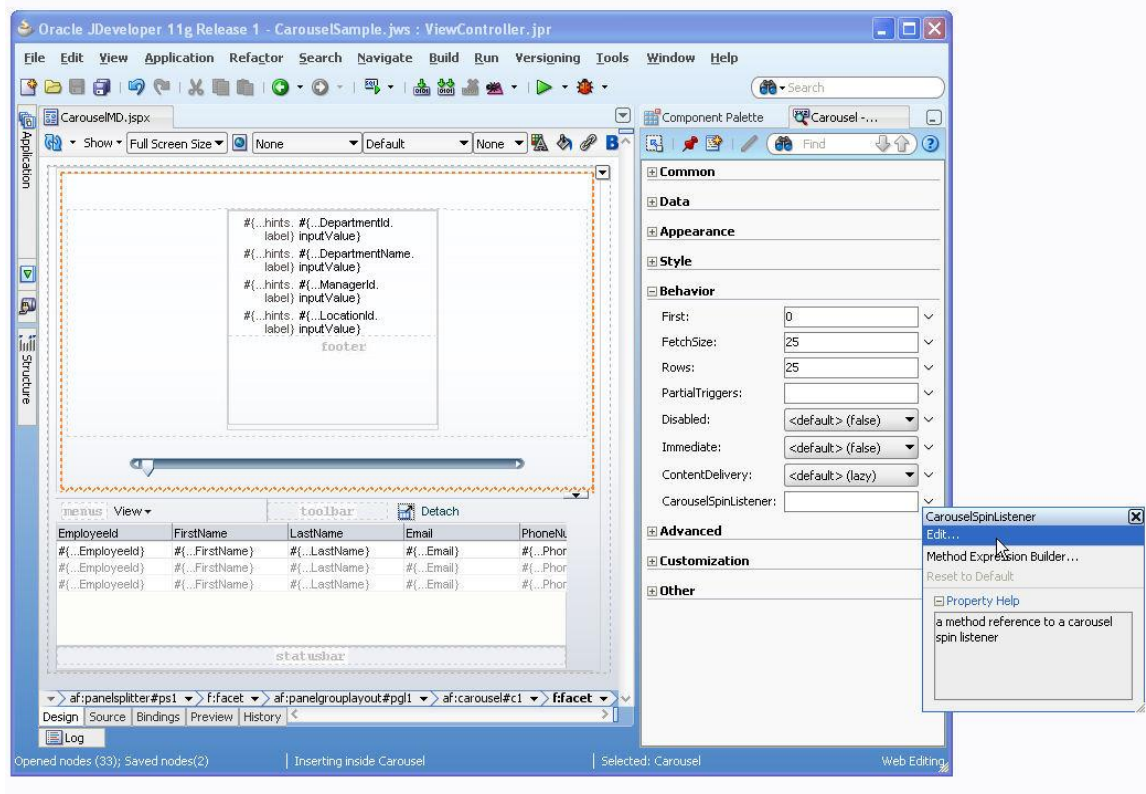 Oracle JDeveloper 11g Release 1 - CarouselSample.jws : ViewController.jpr
File Edit View Application Refactor Search Navigate Build Run Versioning Tools Window Help
Search
CarouselMD.jspx
Show Full Screen Size None Default None B
Application
Structure
#{...hints. #{...DepartmentId.
label} inputValue}
#{...hints. #{...DepartmentName.
label} inputValue}
#{...hints. #{...ManagerId.
label} inputValue}
#{...hints. #{...LocationId.
label} inputValue}
footer
menus View toolbar Detach
EmployeeId FirstName LastName Email PhoneNu
#{...EmployeeId} #{...FirstName} #{...LastName} #{...Email} #{...Phor
#{...EmployeeId} #{...FirstName} #{...LastName} #{...Email} #{...Phor
#{...EmployeeId} #{...FirstName} #{...LastName} #{...Email} #{...Phor
statusbar
af:panelsplitter#ps1 f:facet af:panelgrouplayout#pgl1 af:carousel#c1 f:facet
Design Source Bindings Preview History
Log
Component Palette Carousel -...
Find
Common
Data
Appearance
Style
Behavior
First: 0
FetchSize: 25
Rows: 25
PartialTriggers:
Disabled: <default> (false)
Immediate: <default> (false)
ContentDelivery: <default> (lazy)
CarouselSpinListener:
Advanced
Customization
Other
CarouselSpinListener
Edit...
Method Expression Builder...
Reset to Default
Property Help
a method reference to a carousel
spin listener
Opened nodes (33); Saved nodes(2) Inserting inside Carousel Selected: Carousel Web Editing